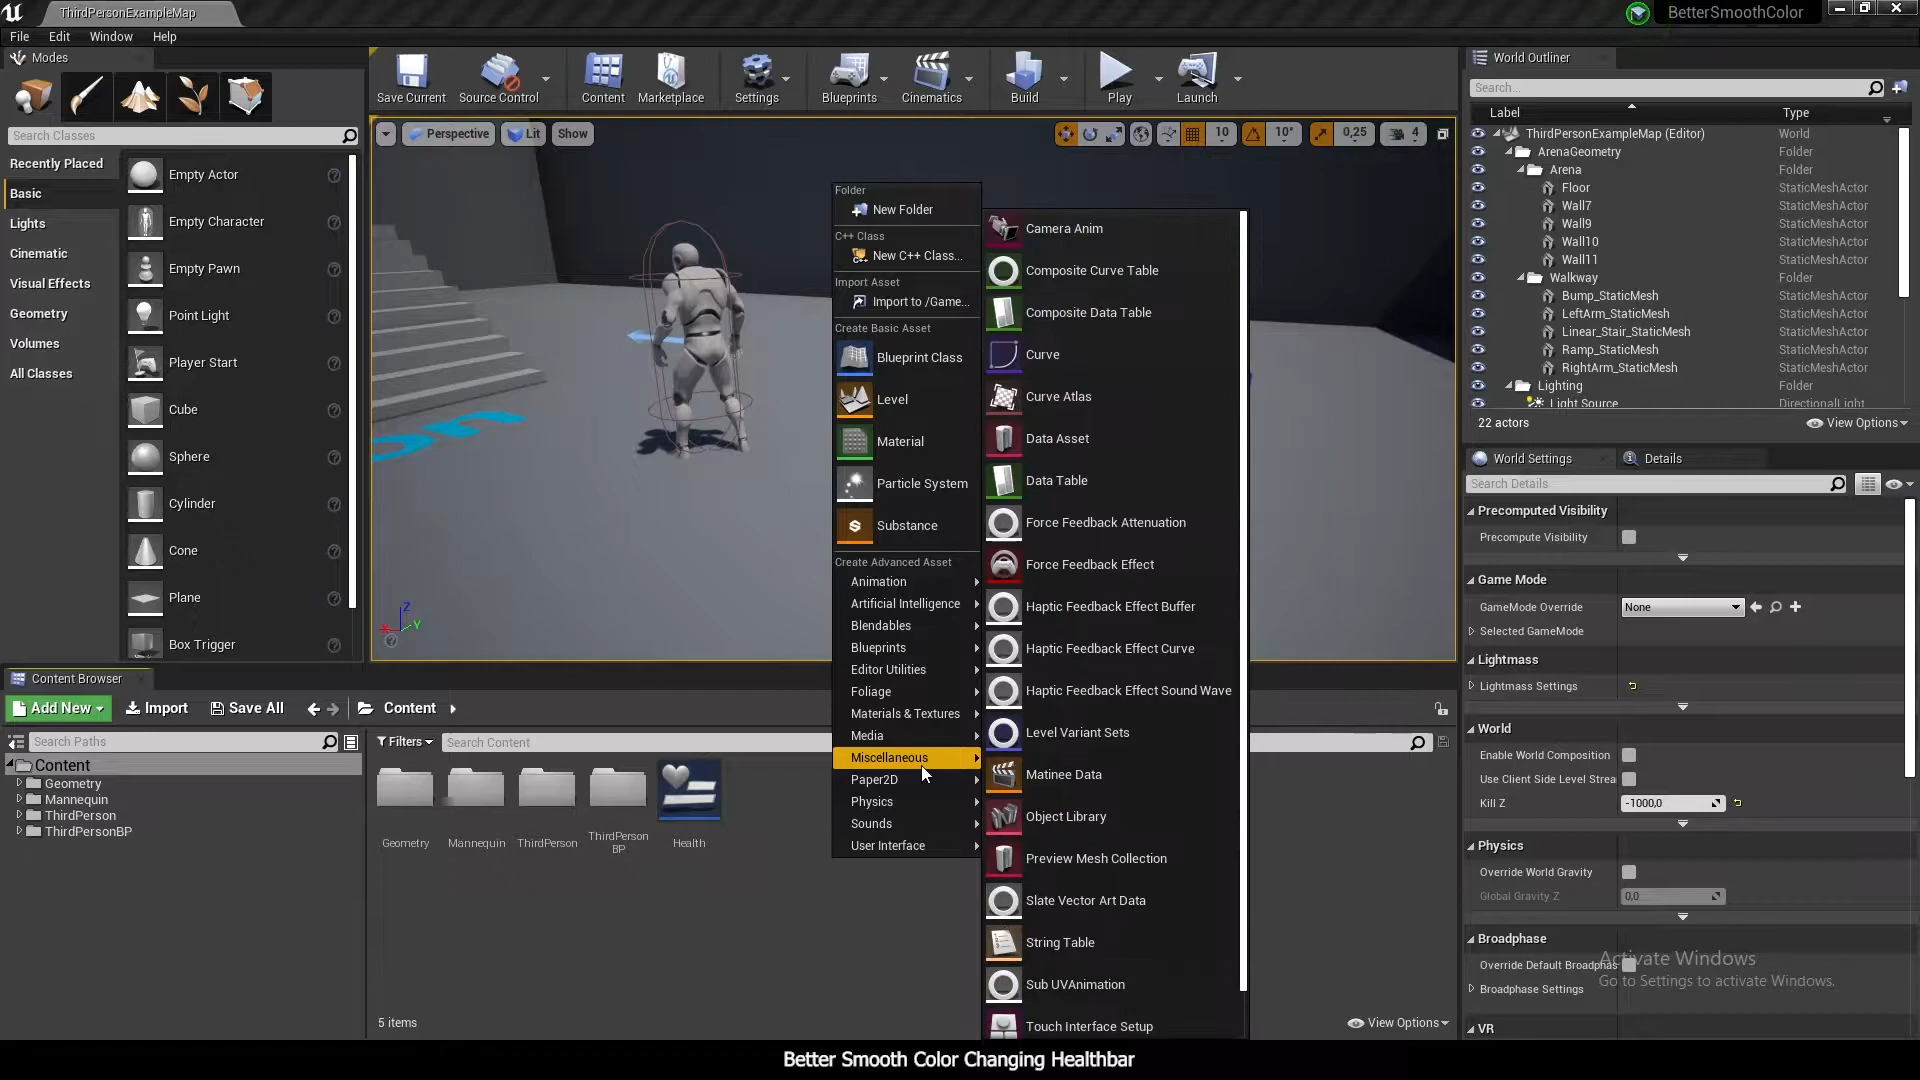 ThirdPersonExampleMap
BetterSmoothColor
File Edit Window Help
Modes
Search Classes
Recently Placed
Basic
Lights
Cinematic
Visual Effects
Geometry
Volumes
All Classes
Empty Actor
Empty Character
Empty Pawn
Point Light
Player Start
Cube
Sphere
Cylinder
Cone
Plane
Box Trigger
Save Current
Source Control
Content
Marketplace
Settings
Blueprints
Cinematics
Build
Play
Launch
Perspective
Lit
Show
10
10°
0,25
4
Z
X
Y
Folder
New Folder
C++ Class
New C++ Class...
Import Asset
Import to /Game...
Create Basic Asset
Blueprint Class
Level
Material
Particle System
Substance
Create Advanced Asset
Animation
Artificial Intelligence
Blendables
Blueprints
Editor Utilities
Foliage
Materials & Textures
Media
Miscellaneous
Paper2D
Physics
Sounds
User Interface
Camera Anim
Composite Curve Table
Composite Data Table
Curve
Curve Atlas
Data Asset
Data Table
Force Feedback Attenuation
Force Feedback Effect
Haptic Feedback Effect Buffer
Haptic Feedback Effect Curve
Haptic Feedback Effect Sound Wave
Level Variant Sets
Matinee Data
Object Library
Preview Mesh Collection
Slate Vector Art Data
String Table
Sub UVAnimation
Touch Interface Setup
World Outliner
Search...
Label Type
ThirdPersonExampleMap (Editor) World
ArenaGeometry Folder
Arena Folder
Floor StaticMeshActor
Wall7 StaticMeshActor
Wall9 StaticMeshActor
Wall10 StaticMeshActor
Wall11 StaticMeshActor
Walkway Folder
Bump_StaticMesh StaticMeshActor
LeftArm_StaticMesh StaticMeshActor
Linear_Stair_StaticMesh StaticMeshActor
Ramp_StaticMesh StaticMeshActor
RightArm_StaticMesh StaticMeshActor
Lighting Folder
Light Source DirectionalLight
22 actors
View Options
World Settings
Details
Search Details
Precomputed Visibility
Precompute Visibility
Game Mode
GameMode Override None
Selected GameMode
Lightmass
Lightmass Settings
World
Enable World Composition
Use Client Side Level Strea
Kill Z -1000,0
Physics
Override World Gravity
Global Gravity Z 0,0
Broadphase
Override Default Broadphas
Broadphase Settings
VR
Activate Windows
Go to Settings to activate Windows.
Content Browser
Add New
Import
Save All
Content
Search Paths
Filters
Search Content
Content
Geometry
Mannequin
ThirdPerson
ThirdPersonBP
Geometry
Mannequin
ThirdPerson
ThirdPerson
BP
Health
5 items
View Options
Better Smooth Color Changing Healthbar